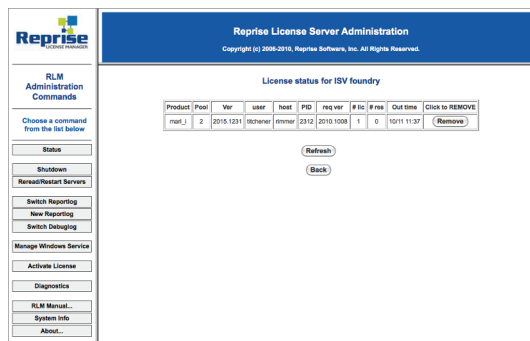 Reprise
LICENSE MANAGER
Reprise License Server Administration
Copyright (c) 2006-2010, Reprise Software, Inc. All Rights Reserved.
RLM
Administration
Commands
Choose a command
from the list below
Status
Shutdown
Reread/Restart Servers
Switch Reportlog
New Reportlog
Switch Debuglog
Manage Windows Service
Activate License
Diagnostics
RLM Manual...
System Info
About...
License status for ISV foundry
Product Pool Ver user host PID req ver # lic # res Out time Click to REMOVE
mari_i 2 2015.1231 titchener rimmer 2312 2010.1008 1 0 10/11 11:37 Remove
Refresh
Back